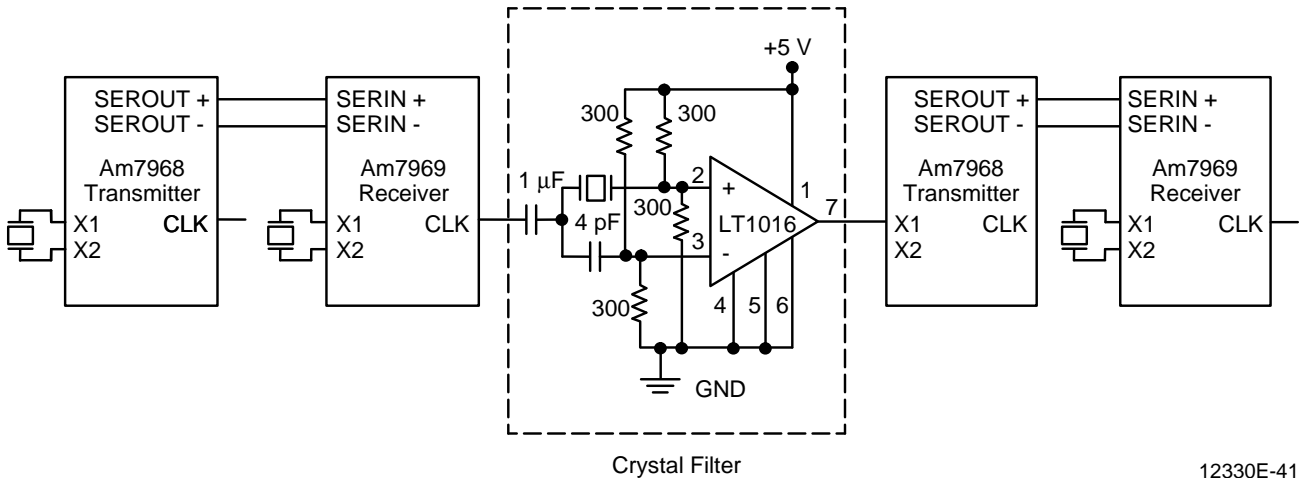 SEROUT +
SEROUT -
Am7968
Transmitter
X1
CLK
X2
SERIN +
SERIN -
Am7969
Receiver
X1
CLK
X2
+5 V
300
300
1 µF
2
+
1
7
300
LT1016
4 pF
3
-
300
4
5
6
GND
SEROUT +
SEROUT -
Am7968
Transmitter
X1
CLK
X2
SERIN +
SERIN -
Am7969
Receiver
X1
CLK
X2
Crystal Filter
12330E-41